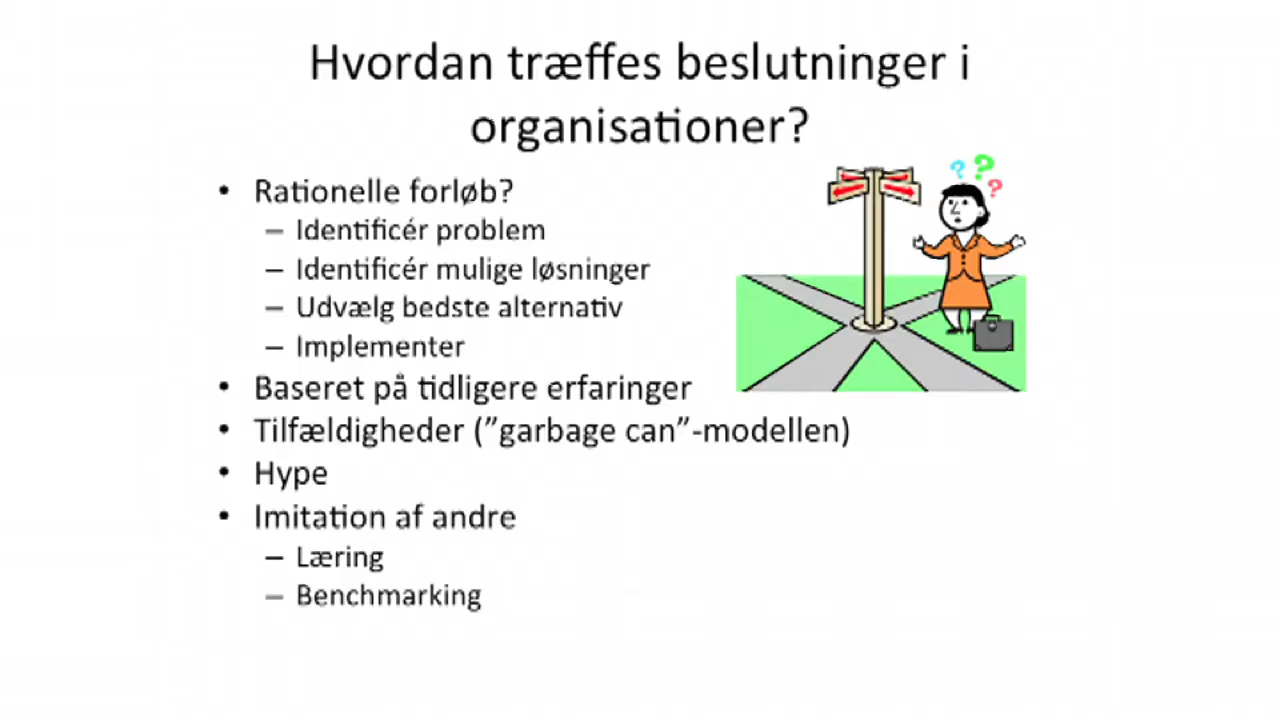 Hvordan træffes beslutninger i
organisationer?
? ? ?
• Rationelle forløb?
– Identificér problem
– Identificér mulige løsninger
– Udvælg bedste alternativ
– Implementer
• Baseret på tidligere erfaringer
• Tilfældigheder (”garbage can”-modellen)
• Hype
• Imitation af andre
– Læring
– Benchmarking